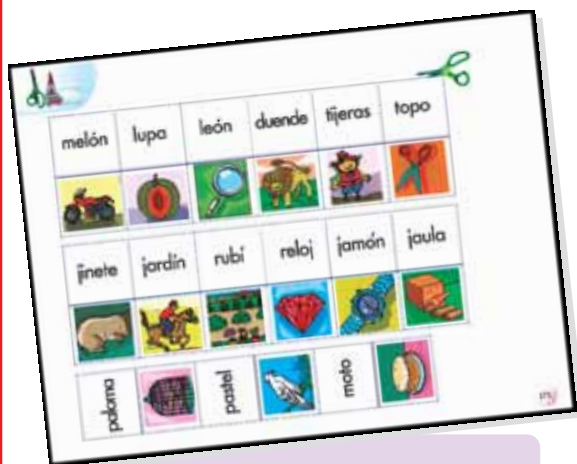 melón lupa león duende tijeras topo
jinete jardín rubí reloj jamón jaula
paloma pastel moto